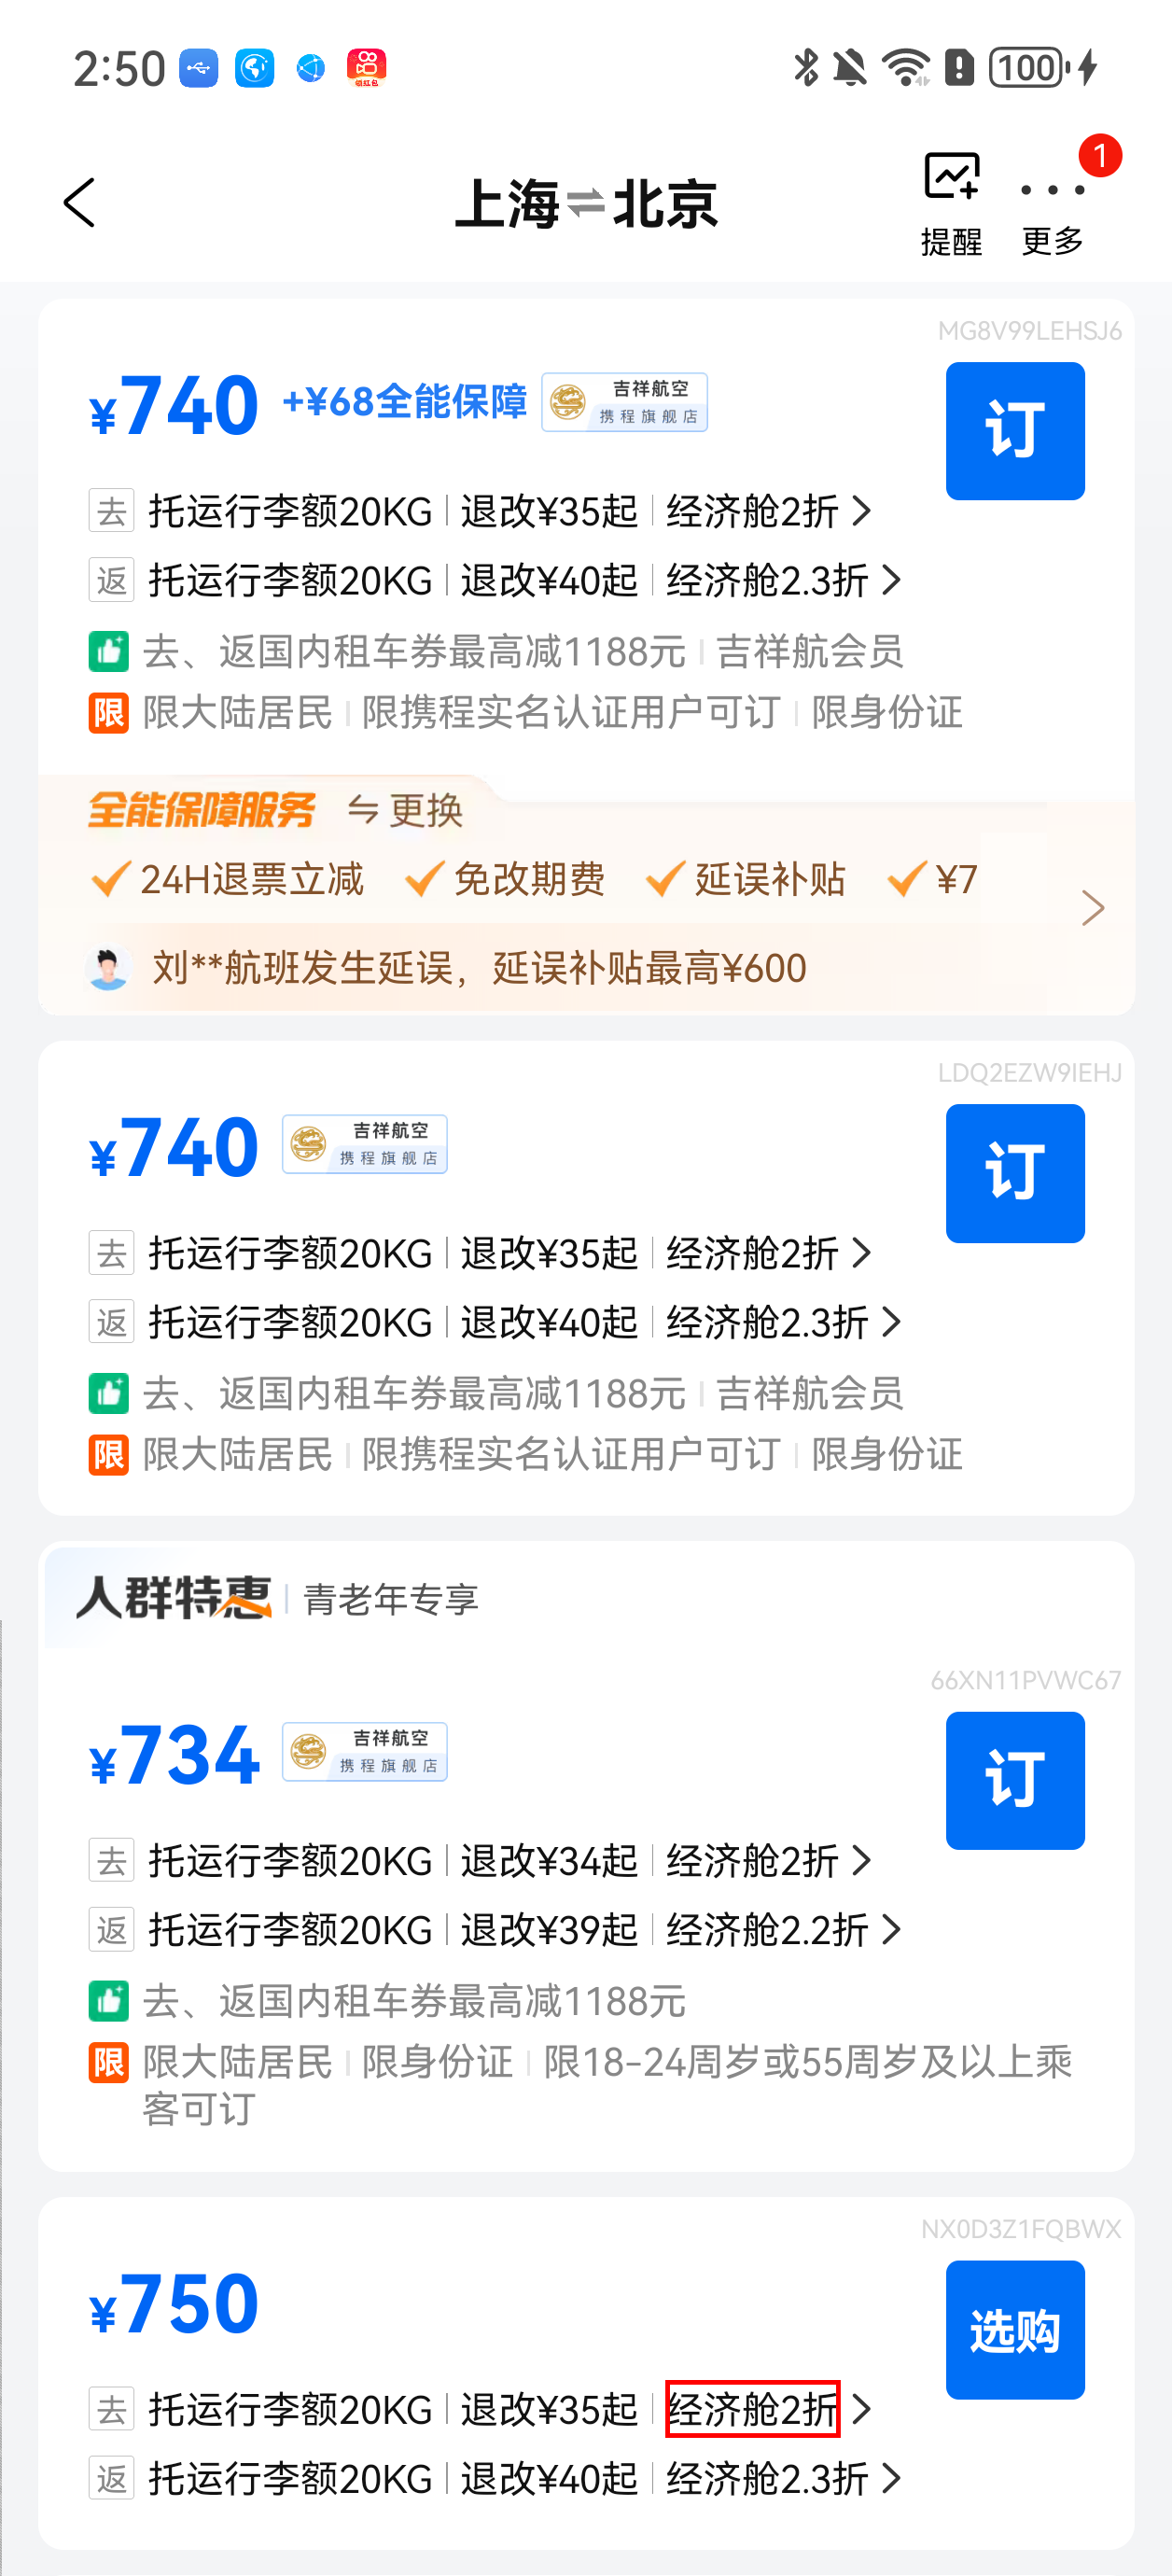 2:50
领红包
100
上海⇌北京
提醒
更多
1
MG8V99LEHSJ6
¥740 +¥68全能保障 吉祥航空 携程旗舰店
订
去 托运行李额20KG 退改¥35起 经济舱2折
返 托运行李额20KG 退改¥40起 经济舱2.3折
去、返国内租车券最高减1188元 吉祥航会员
限 限大陆居民 限携程实名认证用户可订 限身份证
全能保障服务 ⇋更换
24H退票立减 免改期费 延误补贴 ¥7
刘**航班发生延误，延误补贴最高¥600
LDQ2EZW9IEHJ
¥740 吉祥航空 携程旗舰店
订
去 托运行李额20KG 退改¥35起 经济舱2折
返 托运行李额20KG 退改¥40起 经济舱2.3折
去、返国内租车券最高减1188元 吉祥航会员
限 限大陆居民 限携程实名认证用户可订 限身份证
人群特惠 青老年专享
66XN11PVWC67
¥734 吉祥航空 携程旗舰店
订
去 托运行李额20KG 退改¥34起 经济舱2折
返 托运行李额20KG 退改¥39起 经济舱2.2折
去、返国内租车券最高减1188元
限 限大陆居民 限身份证 限18-24周岁或55周岁及以上乘
客可订
NX0D3Z1FQBWX
¥750
选购
去 托运行李额20KG 退改¥35起 经济舱2折
返 托运行李额20KG 退改¥40起 经济舱2.3折